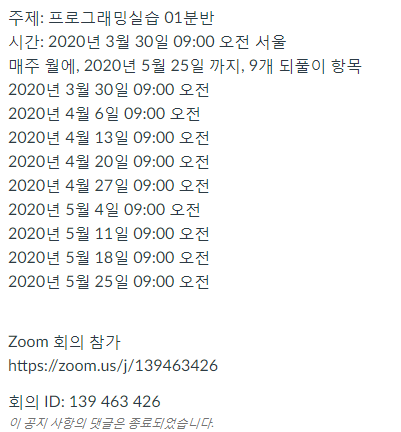 주제: 프로그래밍실습 01분반
시간: 2020년 3월 30일 09:00 오전 서울
매주 월에, 2020년 5월 25일 까지, 9개 되풀이 항목
2020년 3월 30일 09:00 오전
2020년 4월 6일 09:00 오전
2020년 4월 13일 09:00 오전
2020년 4월 20일 09:00 오전
2020년 4월 27일 09:00 오전
2020년 5월 4일 09:00 오전
2020년 5월 11일 09:00 오전
2020년 5월 18일 09:00 오전
2020년 5월 25일 09:00 오전
Zoom 회의 참가
https://zoom.us/j/139463426
회의 ID: 139 463 426
이 공지 사항의 댓글은 종료되었습니다.